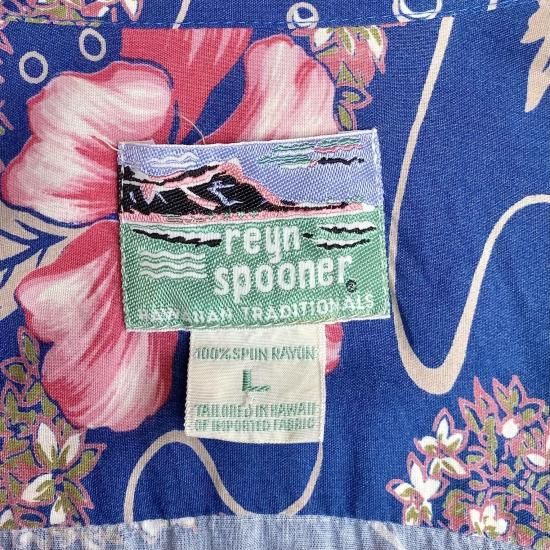 reyn
spooner®
HAWAIIAN TRADITIONALS
100% SPUN RAYON
L
TAILORED IN HAWAII
OF IMPORTED FABRIC